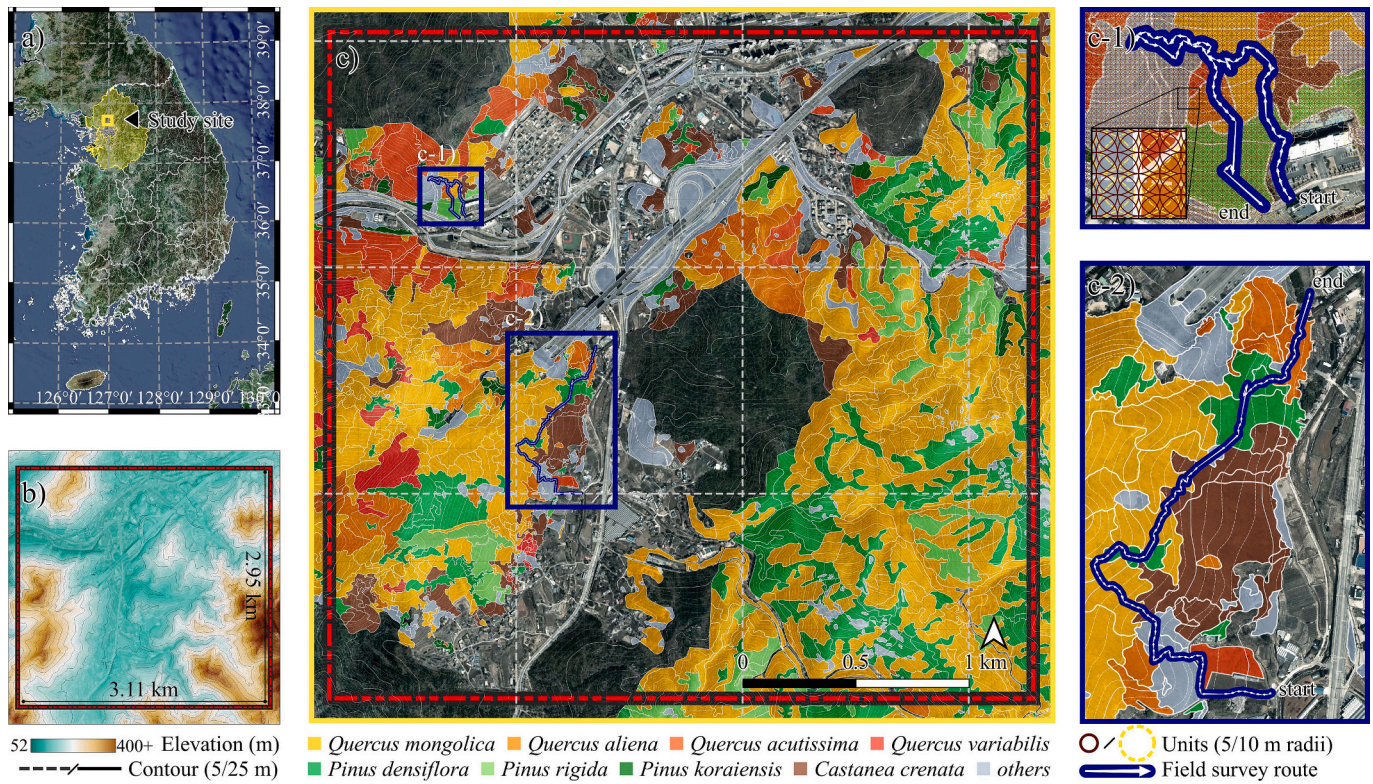 a)
Study site
39°0'
38°0'
37°0'
36°0'
35°0'
34°0'
33°0'
126°0' 127°0' 128°0' 129°0' 130°0'
b)
2.95 km
3.11 km
52 400+ Elevation (m)
Contour (5/25 m)
c)
c-1)
c-2)
0 0.5 1 km
Quercus mongolica Quercus aliena Quercus acutissima Quercus variabilis
Pinus densiflora Pinus rigida Pinus koraiensis Castanea crenata others
c-1)
end
start
c-2)
end
start
/ Units (5/10 m radii)
Field survey route